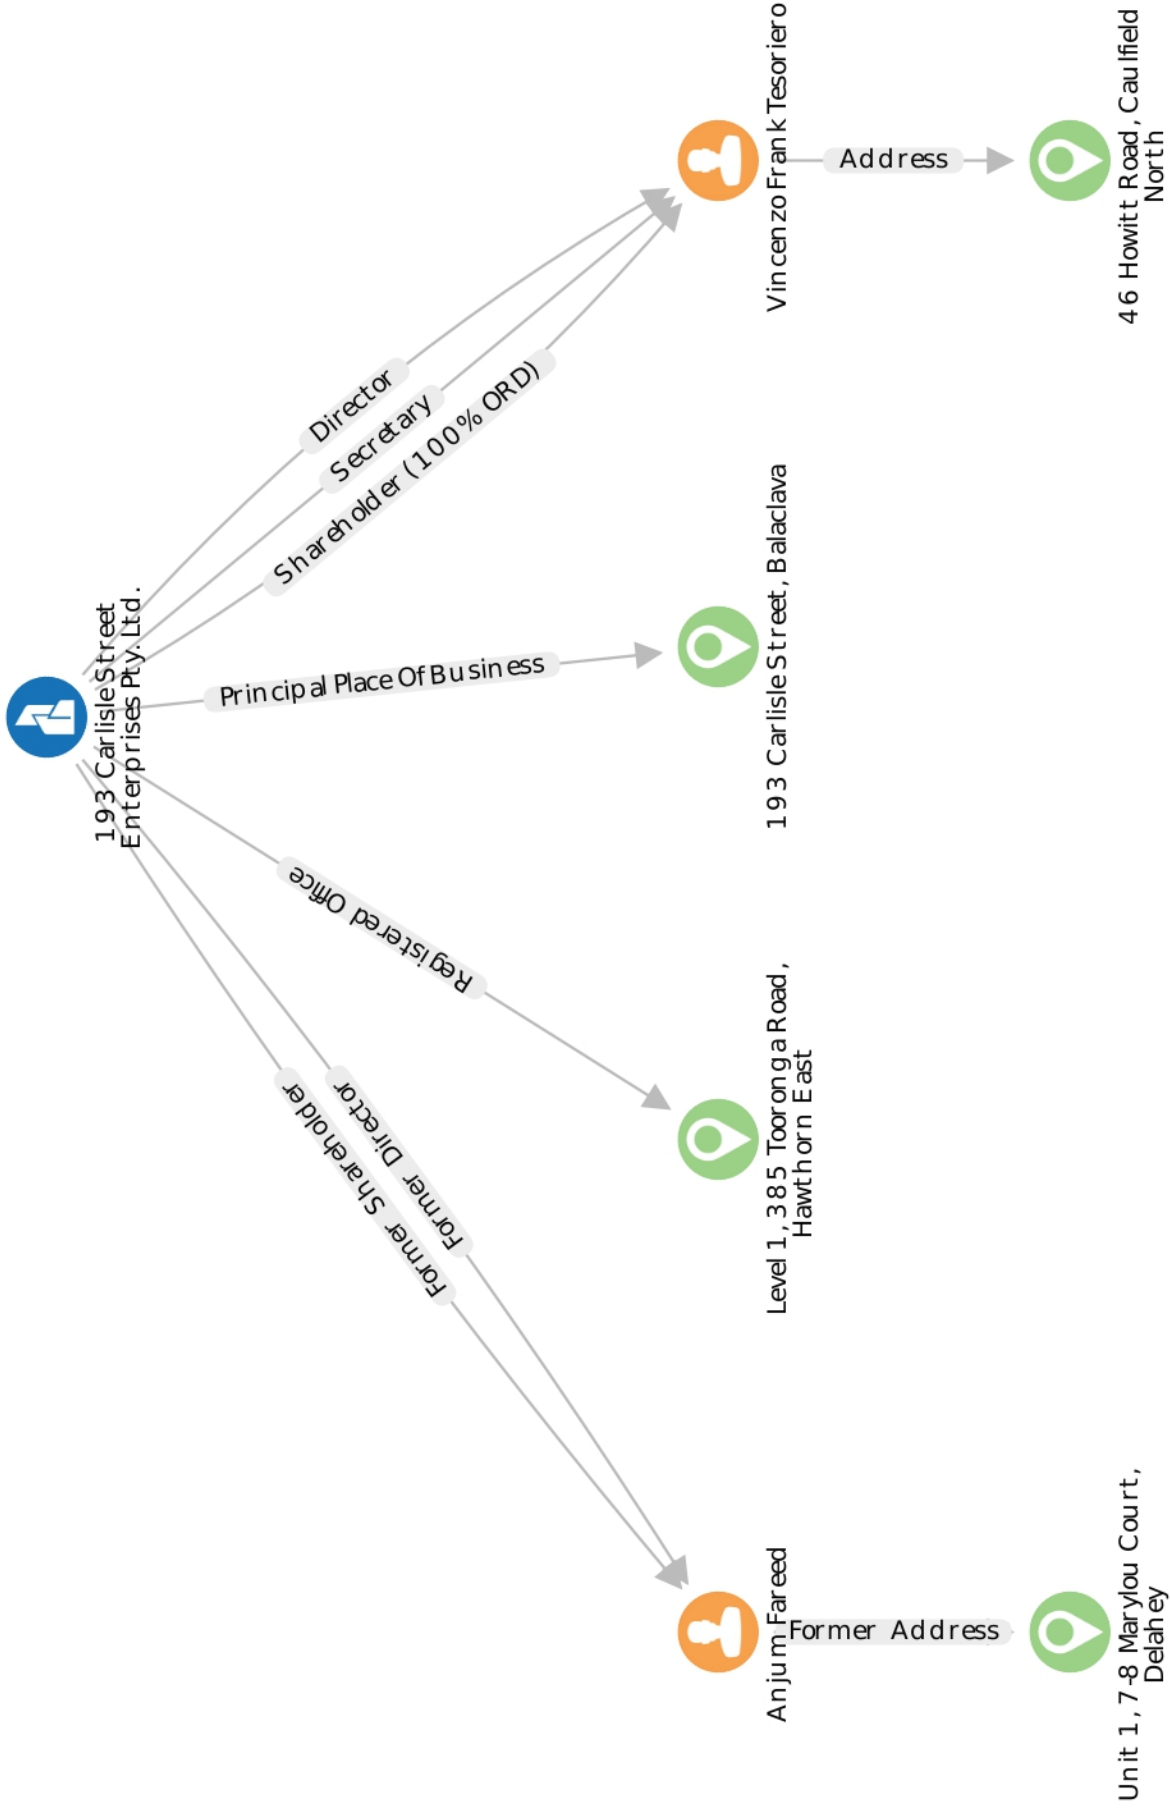 193 Carlisle Street
Enterprises Pty. Ltd.
Former Shareholder
Former Director
Registered Office
Principal Place Of Business
Shareholder (100% ORD)
Secretary
Director
Anjum Fareed
Level 1, 385 Toorong a Road,
Hawthorn East
193 Carlisle Street, Balaclava
Vincenzo Frank Tesoriero
Former Address
Address
Unit 1, 7-8 Marylou Court,
Delahey
46 Howitt Road, Caulfield
North